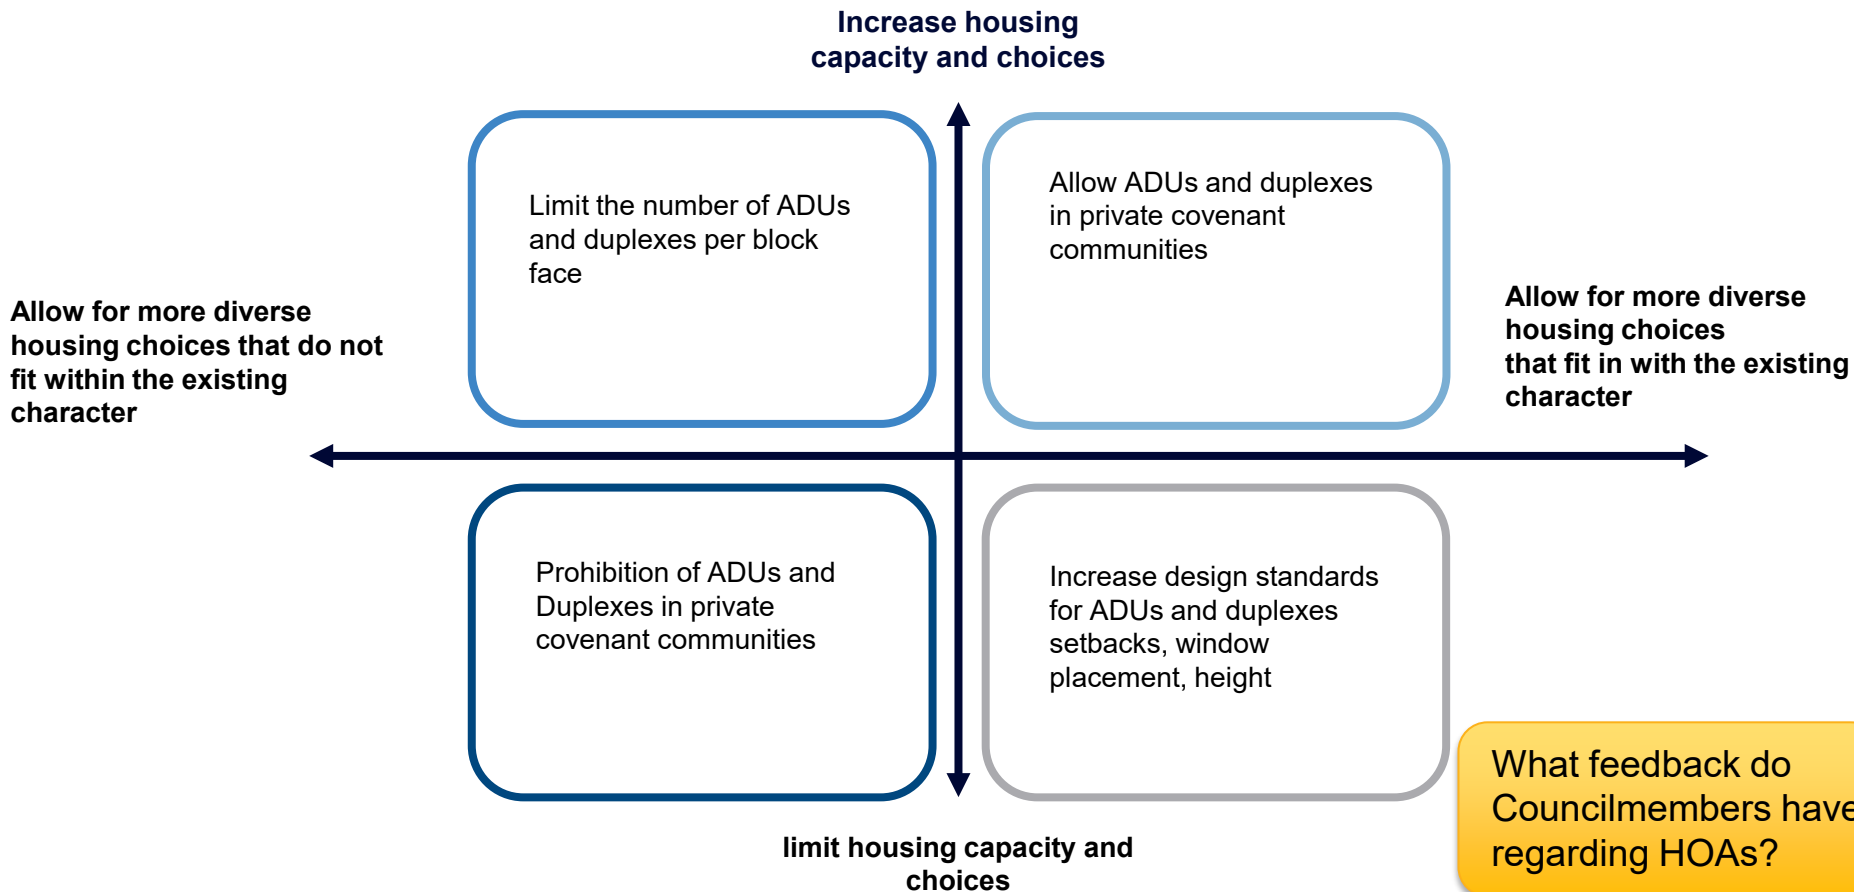 Increase housing
capacity and choices
Limit the number of ADUs
and duplexes per block
face
Allow ADUs and duplexes
in private covenant
communities
Allow for more diverse
housing choices that do not
fit within the existing
character
Allow for more diverse
housing choices
that fit in with the existing
character
Prohibition of ADUs and
Duplexes in private
covenant communities
Increase design standards
for ADUs and duplexes
setbacks, window
placement, height
What feedback do
Councilmembers have
regarding HOAs?
limit housing capacity and
choices